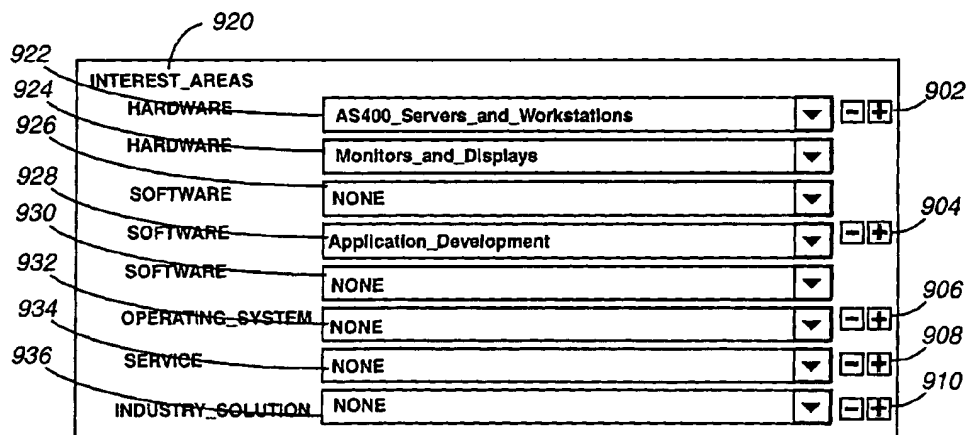 920
922
INTEREST_AREAS
924
HARDWARE AS400_Servers_and_Workstations - + 902
926
HARDWARE Monitors_and_Displays
928
SOFTWARE NONE
930
SOFTWARE Application_Development - + 904
932
SOFTWARE NONE
934
OPERATING_SYSTEM NONE - + 906
936
SERVICE NONE - + 908
INDUSTRY_SOLUTION NONE - + 910